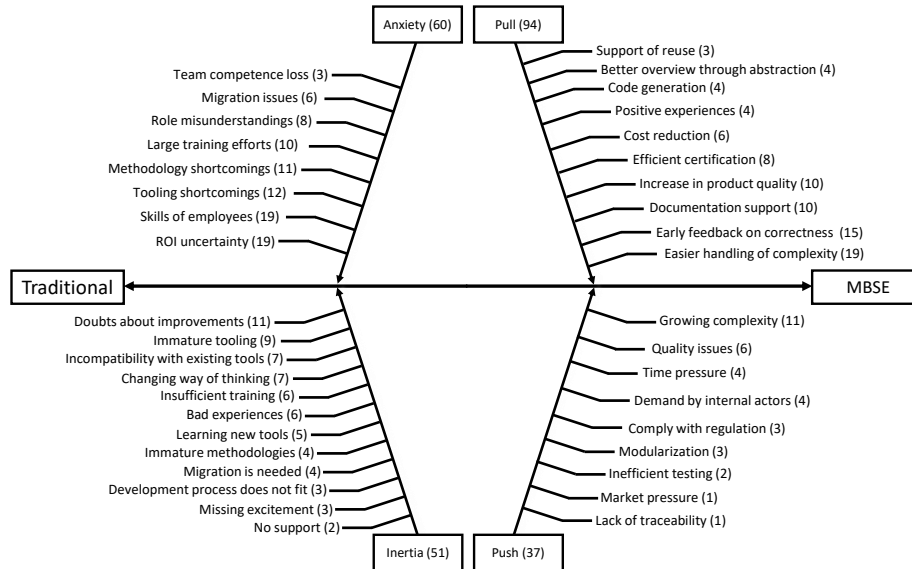 Anxiety (60)
Pull (94)
Team competence loss (3)
Migration issues (6)
Role misunderstandings (8)
Large training efforts (10)
Methodology shortcomings (11)
Tooling shortcomings (12)
Skills of employees (19)
ROI uncertainty (19)
Support of reuse (3)
Better overview through abstraction (4)
Code generation (4)
Positive experiences (4)
Cost reduction (6)
Efficient certification (8)
Increase in product quality (10)
Documentation support (10)
Early feedback on correctness (15)
Easier handling of complexity (19)
Traditional
MBSE
Doubts about improvements (11)
Immature tooling (9)
Incompatibility with existing tools (7)
Changing way of thinking (7)
Insufficient training (6)
Bad experiences (6)
Learning new tools (5)
Immature methodologies (4)
Migration is needed (4)
Development process does not fit (3)
Missing excitement (3)
No support (2)
Growing complexity (11)
Quality issues (6)
Time pressure (4)
Demand by internal actors (4)
Comply with regulation (3)
Modularization (3)
Inefficient testing (2)
Market pressure (1)
Lack of traceability (1)
Inertia (51)
Push (37)